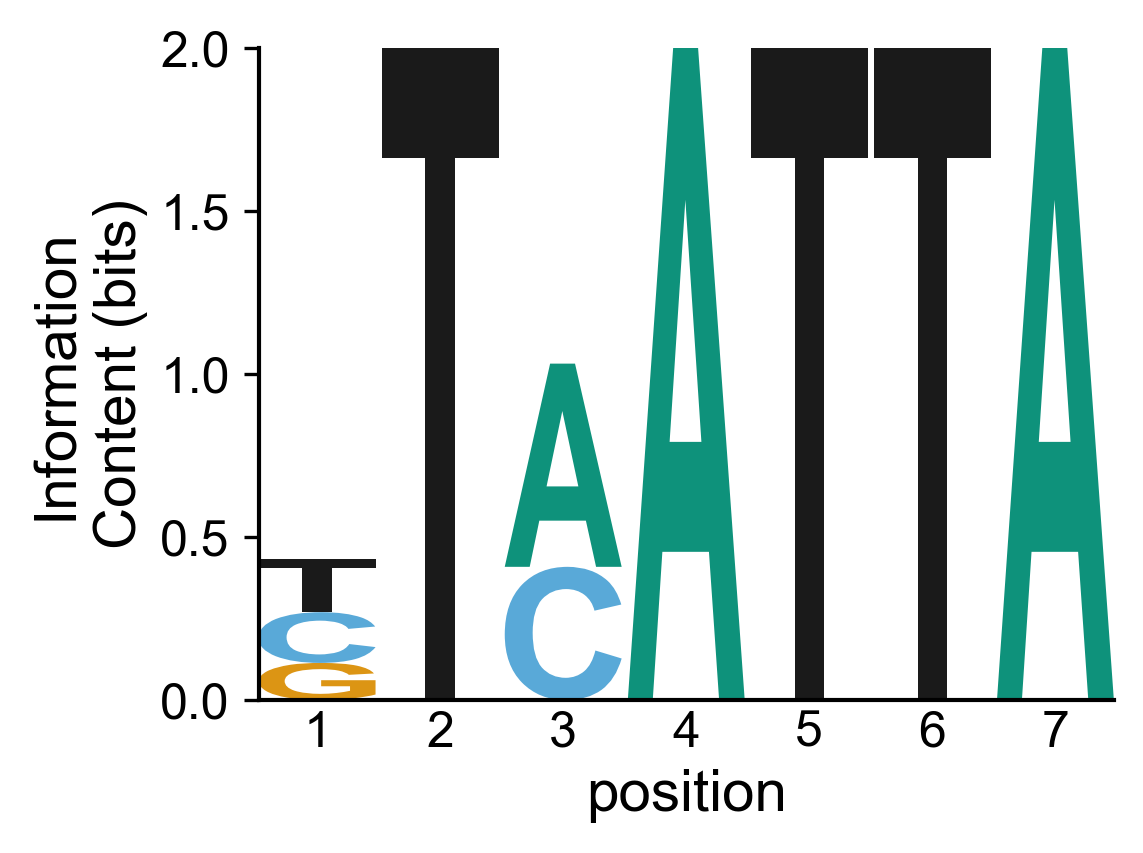 2.0
1.5
1.0
0.5
0.0
Information
Content (bits)
T
C
G
T
A
C
A
T
T
A
1 2 3 4 5 6 7
position